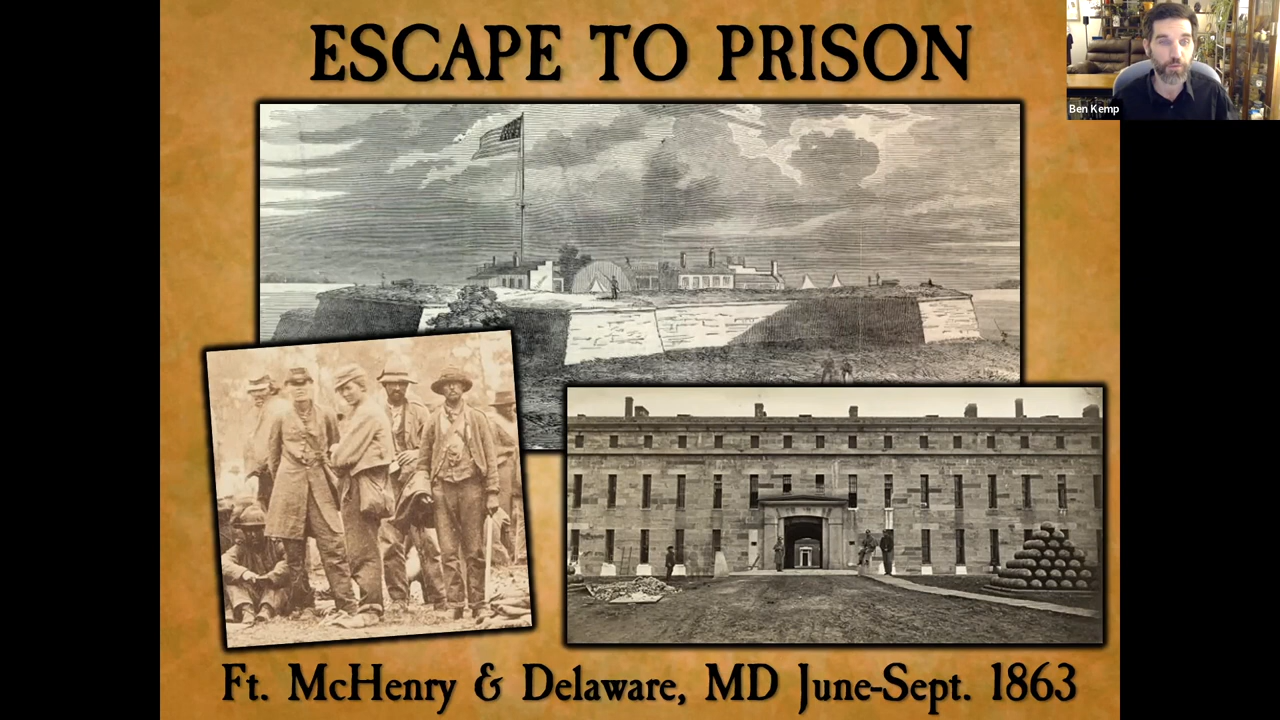 ESCAPE TO PRISON
Ben Kemp
Ft. McHenry & Delaware, MD June-Sept. 1863